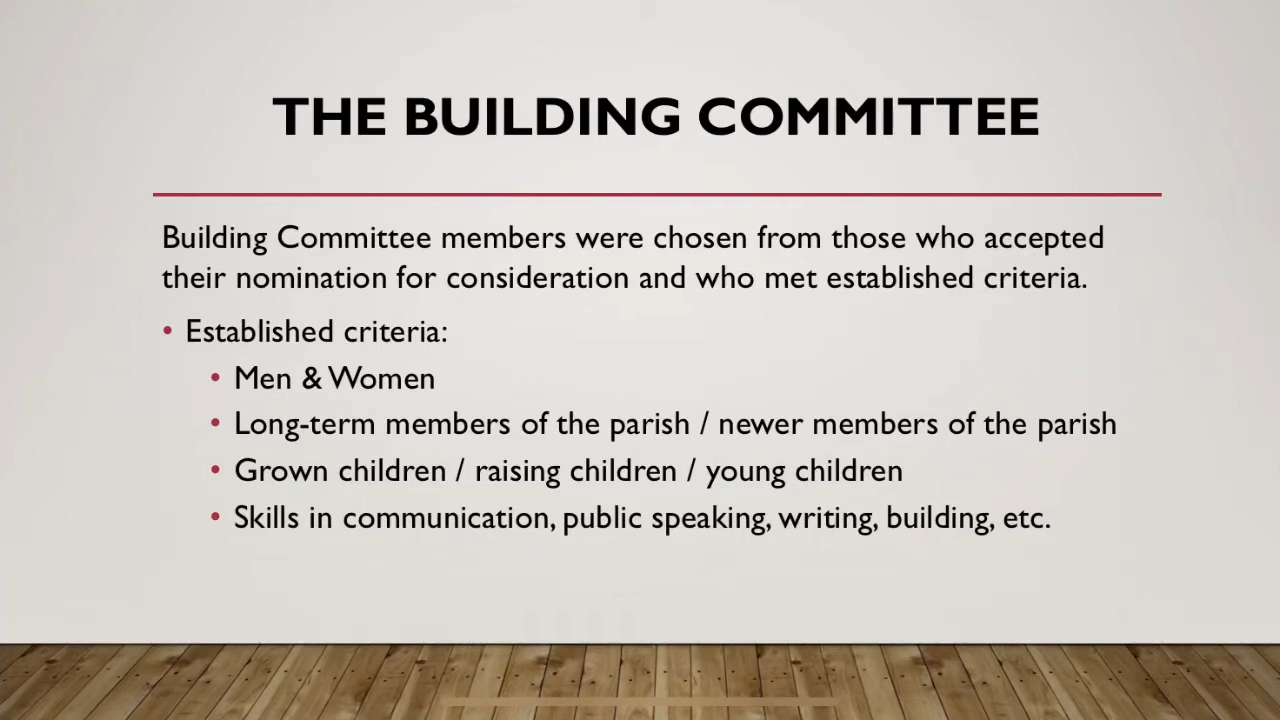 THE BUILDING COMMITTEE
Building Committee members were chosen from those who accepted
their nomination for consideration and who met established criteria.
• Established criteria:
• Men & Women
• Long-term members of the parish / newer members of the parish
• Grown children / raising children / young children
• Skills in communication, public speaking, writing, building, etc.